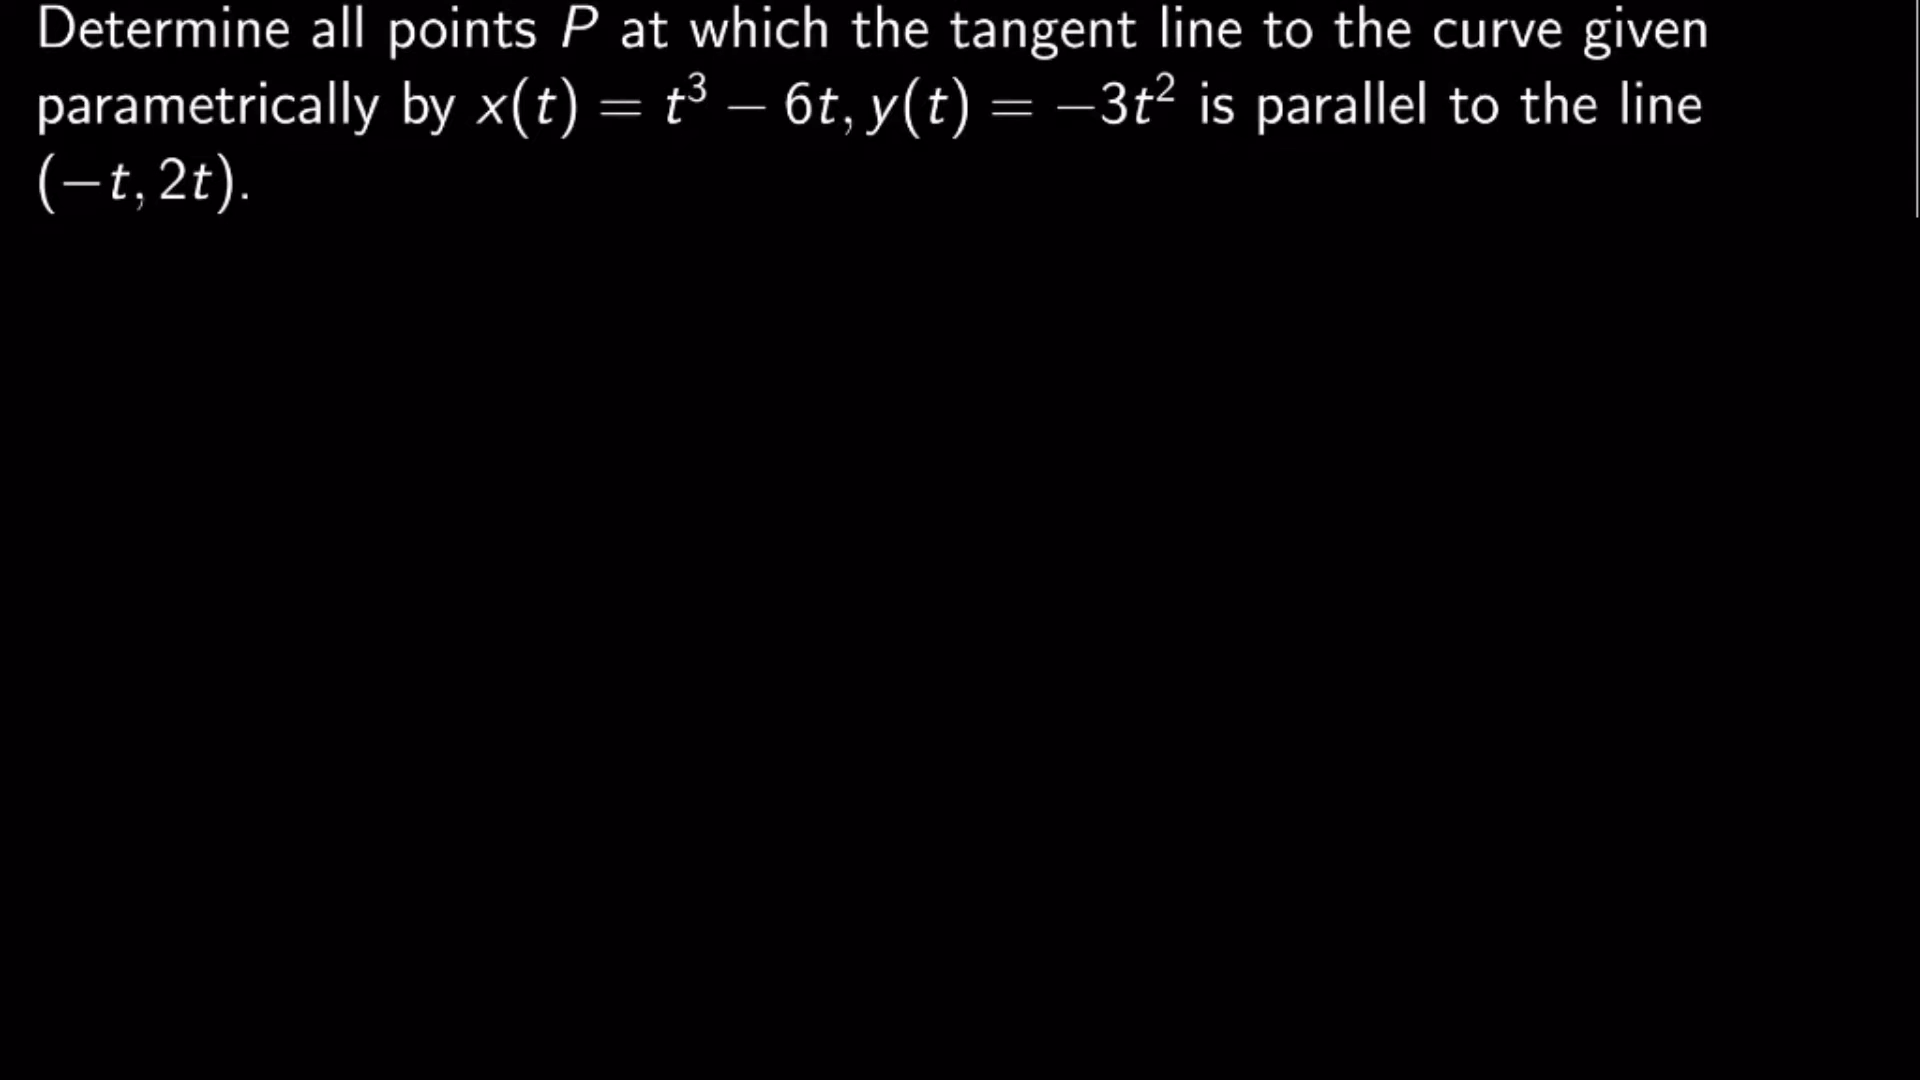 Determine all points P at which the tangent line to the curve given
parametrically by x(t) = t³ − 6t, y(t) = −3t² is parallel to the line
(−t, 2t).